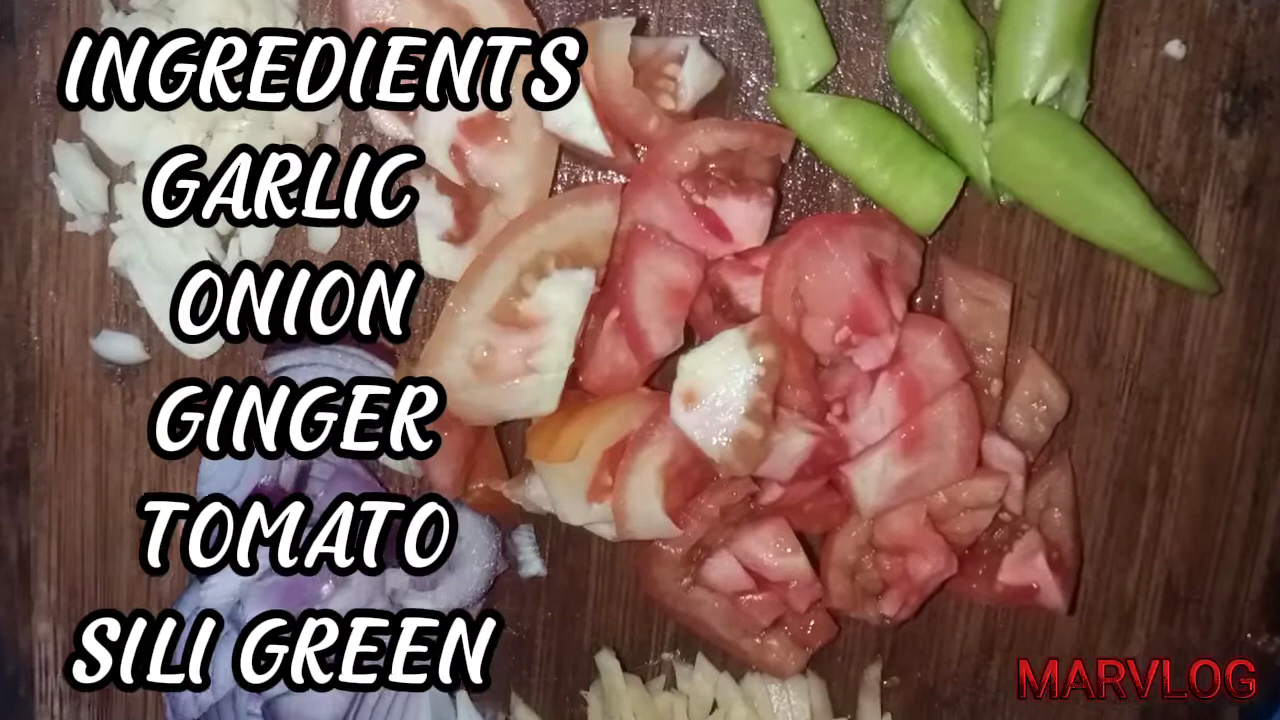 INGREDIENTS
GARLIC
ONION
GINGER
TOMATO
SILI GREEN
MARVLOG